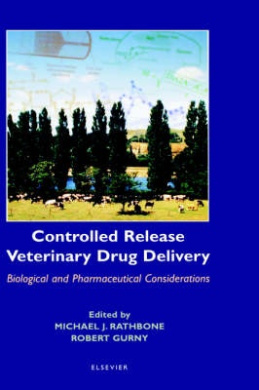 Controlled Release
Veterinary Drug Delivery
Biological and Pharmaceutical Considerations
Edited by
MICHAEL J. RATHBONE
ROBERT GURNY
ELSEVIER